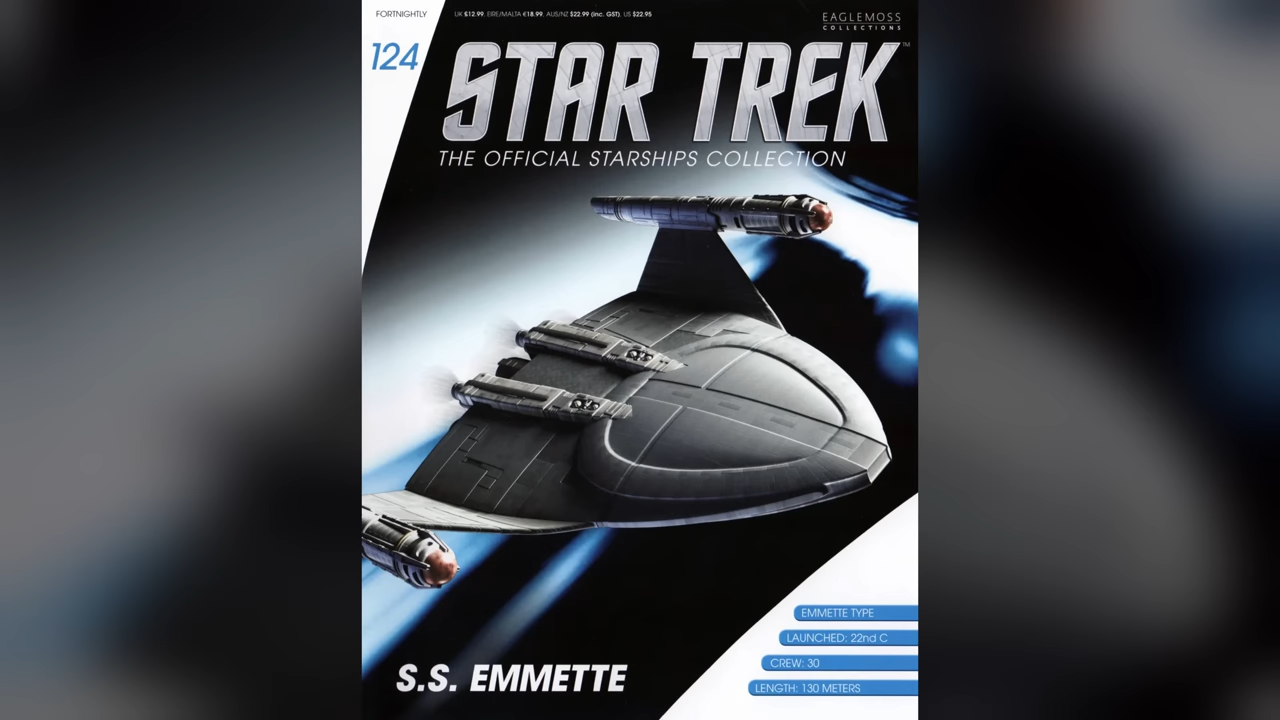 FORTNIGHTLY
UK £12.99, EIRE/MALTA €18.99, AUS/NZ $22.99 (inc. GST), US $22.95
EAGLEMOSS
COLLECTIONS
124
STAR TREK™
THE OFFICIAL STARSHIPS COLLECTION
EMMETTE TYPE
LAUNCHED: 22nd C
CREW: 30
LENGTH: 130 METERS
S.S. EMMETTE